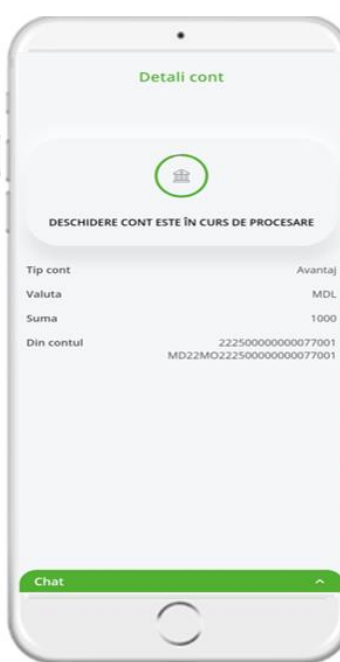 Detali cont
DESCHIDERE CONT ESTE ÎN CURS DE PROCESARE
Tip cont Avantaj
Valuta MDL
Suma 1000
Din contul 222500000000077001
MD22MO222500000000077001
Chat